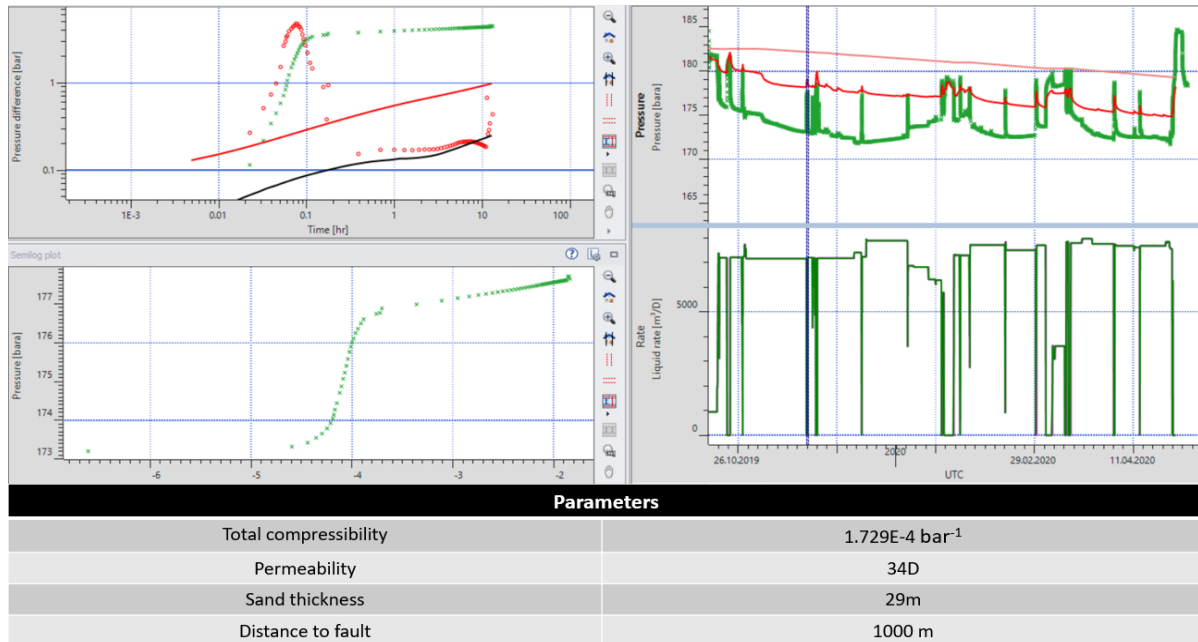 Pressure difference [bar]
1
0.1
1E-3 0.01 0.1 1 10 100
Time [hr]
Semilog plot
Pressure [bara]
177
176
175
174
173
-6 -5 -4 -3 -2
Pressure
Pressure [bara]
185
180
175
170
165
Rate
Liquid rate [m³/D]
5000
0
26.10.2019 2020 29.02.2020 11.04.2020
UTC
Parameters
Total compressibility 1.729E-4 bar⁻¹
Permeability 34D
Sand thickness 29m
Distance to fault 1000 m